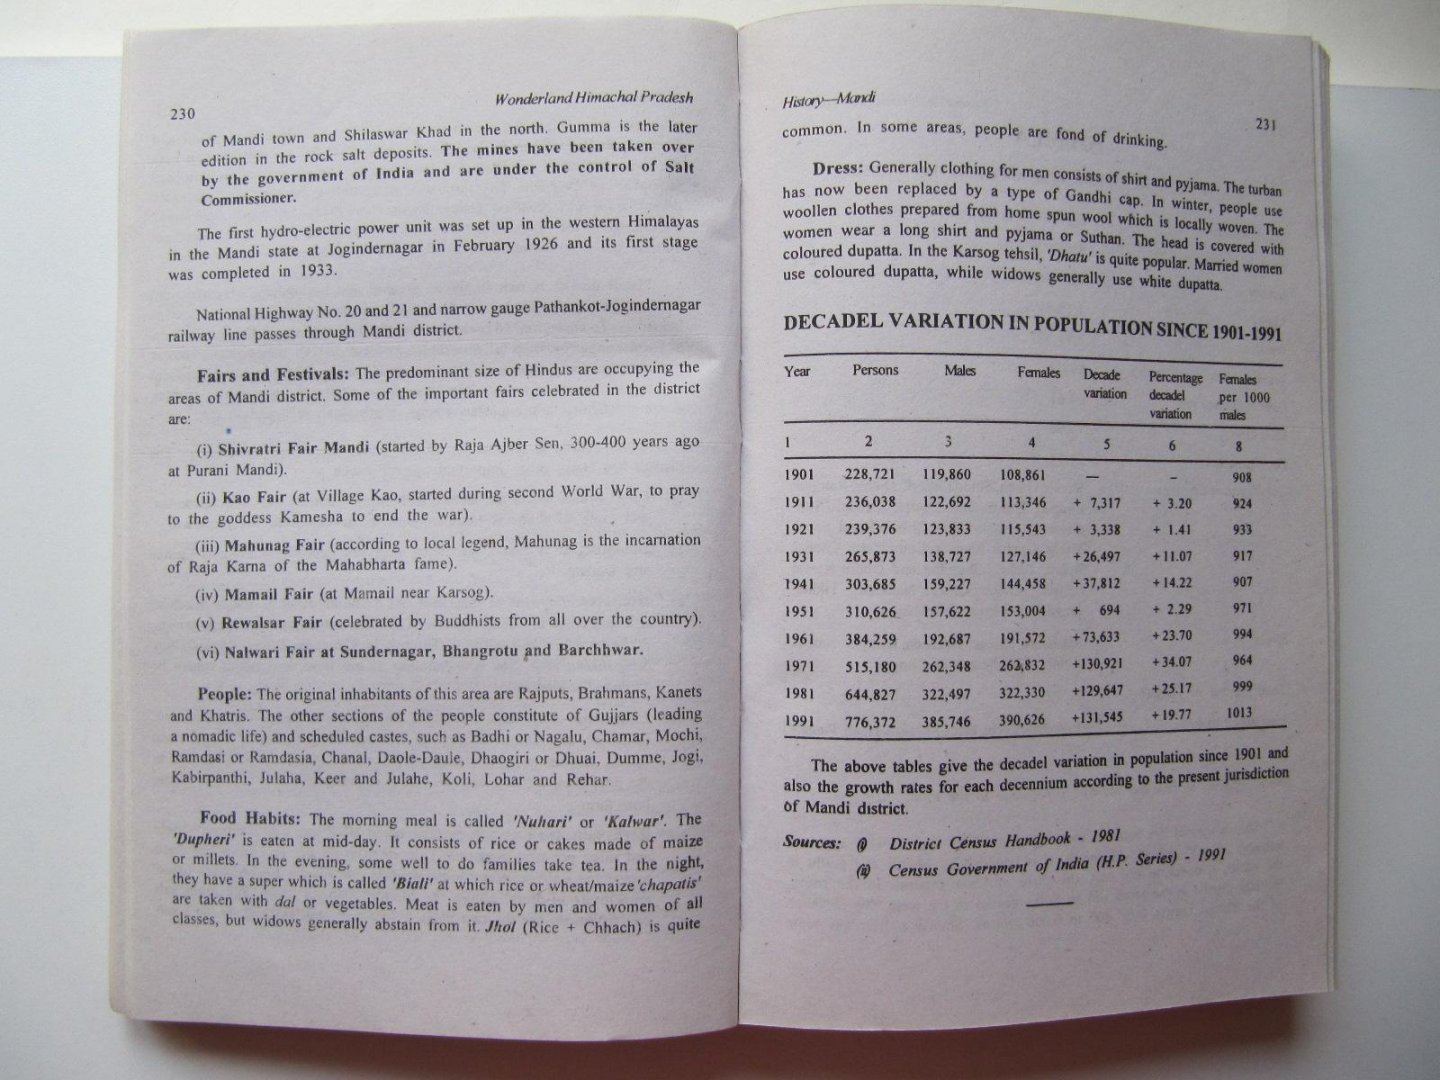 230
Wonderland Himachal Pradesh
of Mandi town and Shilaswar Khad in the north. Gumma is the later
edition in the rock salt deposits. The mines have been taken over
by the government of India and are under the control of Salt
Commissioner.
The first hydro-electric power unit was set up in the western Himalayas
in the Mandi state at Jogindernagar in February 1926 and its first stage
was completed in 1933.
National Highway No. 20 and 21 and narrow gauge Pathankot-Jogindernagar
railway line passes through Mandi district.
Fairs and Festivals: The predominant size of Hindus are occupying the
areas of Mandi district. Some of the important fairs celebrated in the district
are:
(i) Shivratri Fair Mandi (started by Raja Ajber Sen, 300-400 years ago
at Purani Mandi).
(ii) Kao Fair (at Village Kao, started during second World War, to pray
to the goddess Kamesha to end the war).
(iii) Mahunag Fair (according to local legend, Mahunag is the incarnation
of Raja Karna of the Mahabharta fame).
(iv) Mamail Fair (at Mamail near Karsog).
(v) Rewalsar Fair (celebrated by Buddhists from all over the country).
(vi) Nalwari Fair at Sundernagar, Bhangrotu and Barchhwar.
People: The original inhabitants of this area are Rajputs, Brahmans, Kanets
and Khatris. The other sections of the people constitute of Gujjars (leading
a nomadic life) and scheduled castes, such as Badhi or Nagalu, Chamar, Mochi,
Ramdasi or Ramdasia, Chanal, Daole-Daule, Dhaogiri or Dhuai, Dumme, Jogi,
Kabirpanthi, Julaha, Keer and Julahe, Koli, Lohar and Rehar.
Food Habits: The morning meal is called 'Nuhari' or 'Kalwar'. The
'Dupheri' is eaten at mid-day. It consists of rice or cakes made of maize
or millets. In the evening, some well to do families take tea. In the night,
they have a super which is called 'Biali' at which rice or wheat/maize 'chapatis'
are taken with dal or vegetables. Meat is eaten by men and women of all
classes, but widows generally abstain from it. Jhol (Rice + Chhach) is quite
History—Mandi
231
common. In some areas, people are fond of drinking.
Dress: Generally clothing for men consists of shirt and pyjama. The turban
has now been replaced by a type of Gandhi cap. In winter, people use
woollen clothes prepared from home spun wool which is locally woven. The
women wear a long shirt and pyjama or Suthan. The head is covered with
coloured dupatta. In the Karsog tehsil, 'Dhatu' is quite popular. Married women
use coloured dupatta, while widows generally use white dupatta.
DECADEL VARIATION IN POPULATION SINCE 1901-1991
Year Persons Males Females Decade variation Percentage decadel variation Females per 1000 males
1 2 3 4 5 6 8
1901 228,721 119,860 108,861 — – 908
1911 236,038 122,692 113,346 + 7,317 + 3.20 924
1921 239,376 123,833 115,543 + 3,338 + 1.41 933
1931 265,873 138,727 127,146 +26,497 +11.07 917
1941 303,685 159,227 144,458 +37,812 +14.22 907
1951 310,626 157,622 153,004 + 694 + 2.29 971
1961 384,259 192,687 191,572 +73,633 +23.70 994
1971 515,180 262,348 262,832 +130,921 +34.07 964
1981 644,827 322,497 322,330 +129,647 +25.17 999
1991 776,372 385,746 390,626 +131,545 +19.77 1013
The above tables give the decadel variation in population since 1901 and
also the growth rates for each decennium according to the present jurisdiction
of Mandi district.
Sources: (i) District Census Handbook - 1981
(ii) Census Government of India (H.P. Series) - 1991